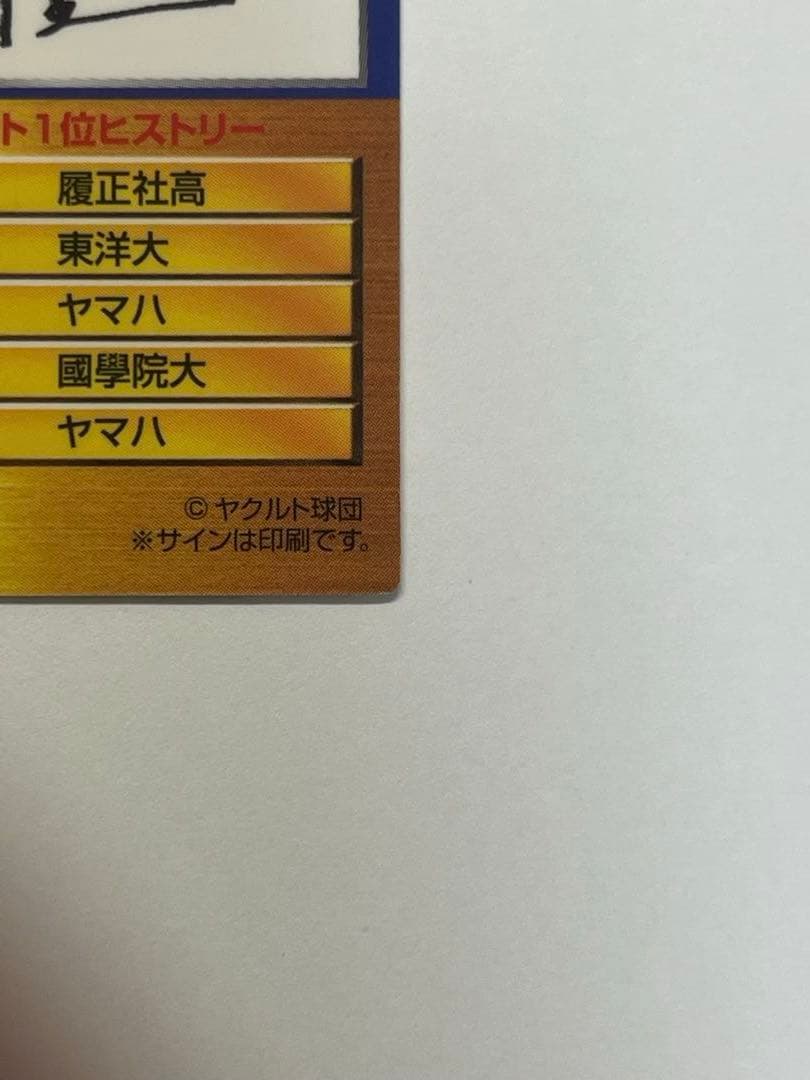 ト1位ヒストリー
履正社高
東洋大
ヤマハ
國學院大
ヤマハ
©ヤクルト球団
※サインは印刷です。